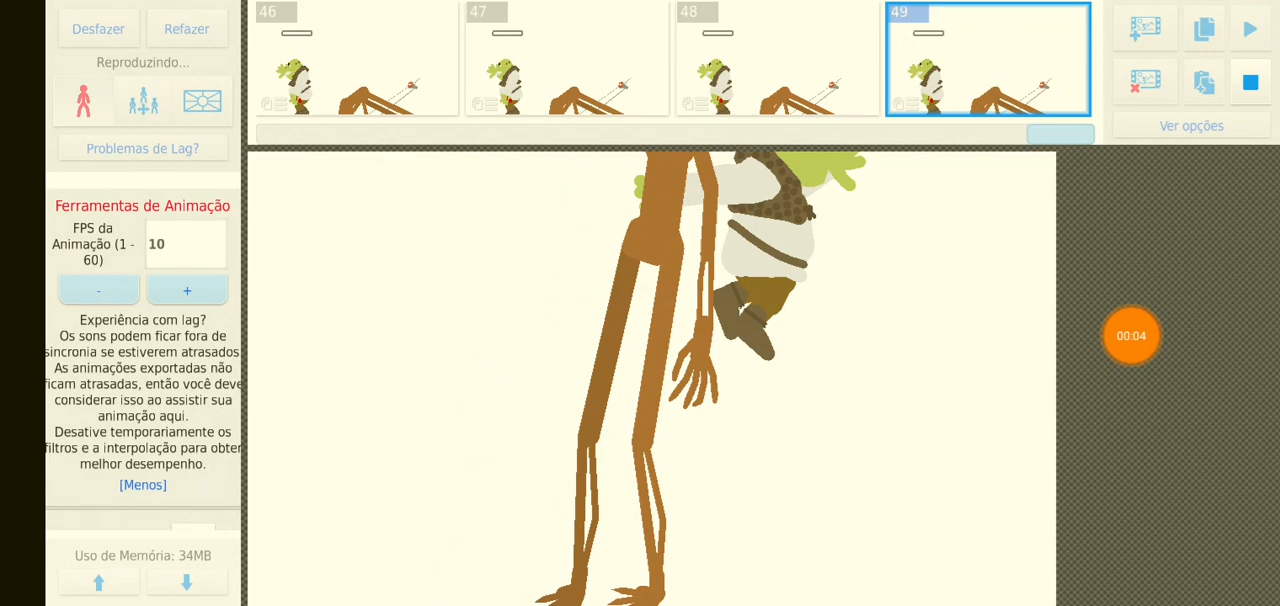 Desfazer
Refazer
Reproduzindo...
Problemas de Lag?
46
47
48
49
Ver opções
Ferramentas de Animação
FPS da
Animação (1 -
60)
10
-
+
Experiência com lag?
Os sons podem ficar fora de
sincronia se estiverem atrasados
As animações exportadas não
ficam atrasadas, então você deve
considerar isso ao assistir sua
animação aqui.
Desative temporariamente os
filtros e a interpolação para obter
melhor desempenho.
[Menos]
Uso de Memória: 34MB
00:04